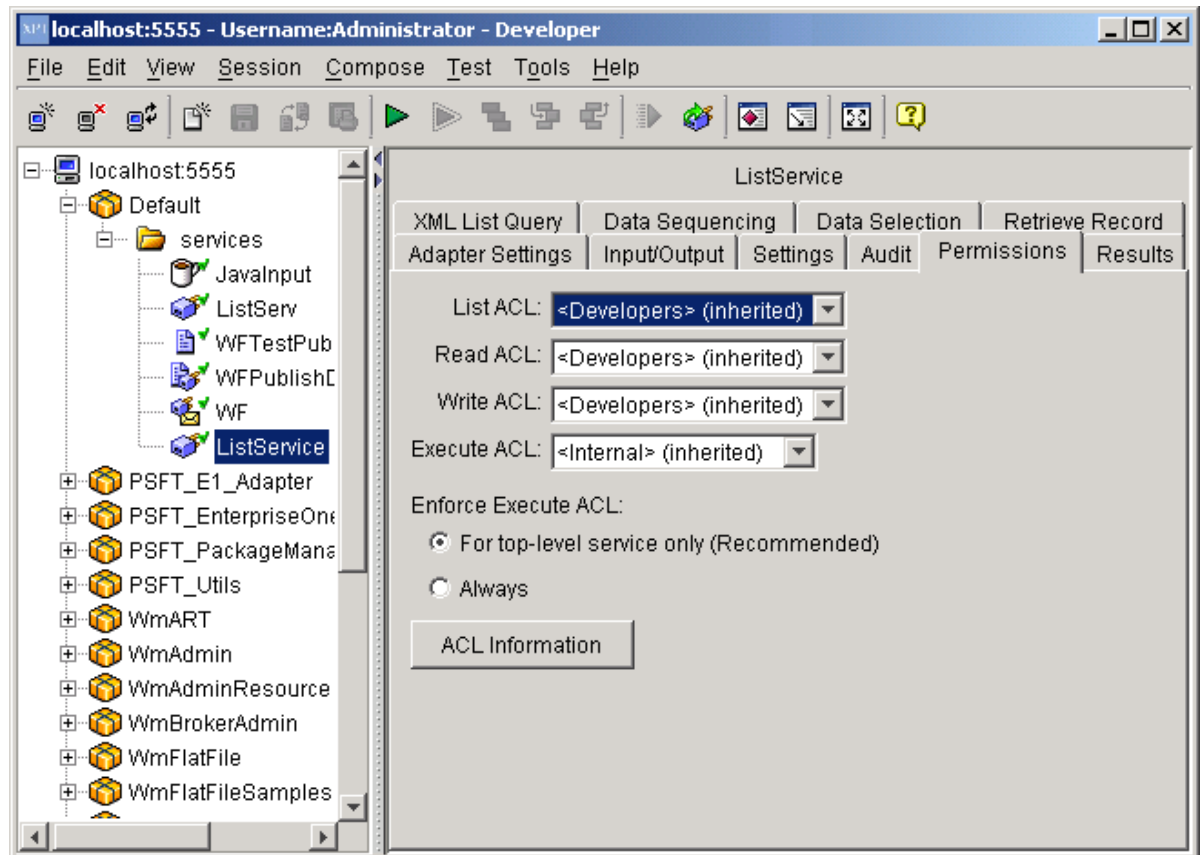 XPI localhost:5555 - Username:Administrator - Developer
File Edit View Session Compose Test Tools Help
localhost:5555
Default
services
JavaInput
ListServ
WFTestPub
WFPublishD
WF
ListService
PSFT_E1_Adapter
PSFT_EnterpriseOne
PSFT_PackageMana
PSFT_Utils
WmART
WmAdmin
WmAdminResource
WmBrokerAdmin
WmFlatFile
WmFlatFileSamples
ListService
XML List Query Data Sequencing Data Selection Retrieve Record
Adapter Settings Input/Output Settings Audit Permissions Results
List ACL: <Developers> (inherited)
Read ACL: <Developers> (inherited)
Write ACL: <Developers> (inherited)
Execute ACL: <Internal> (inherited)
Enforce Execute ACL:
For top-level service only (Recommended)
Always
ACL Information